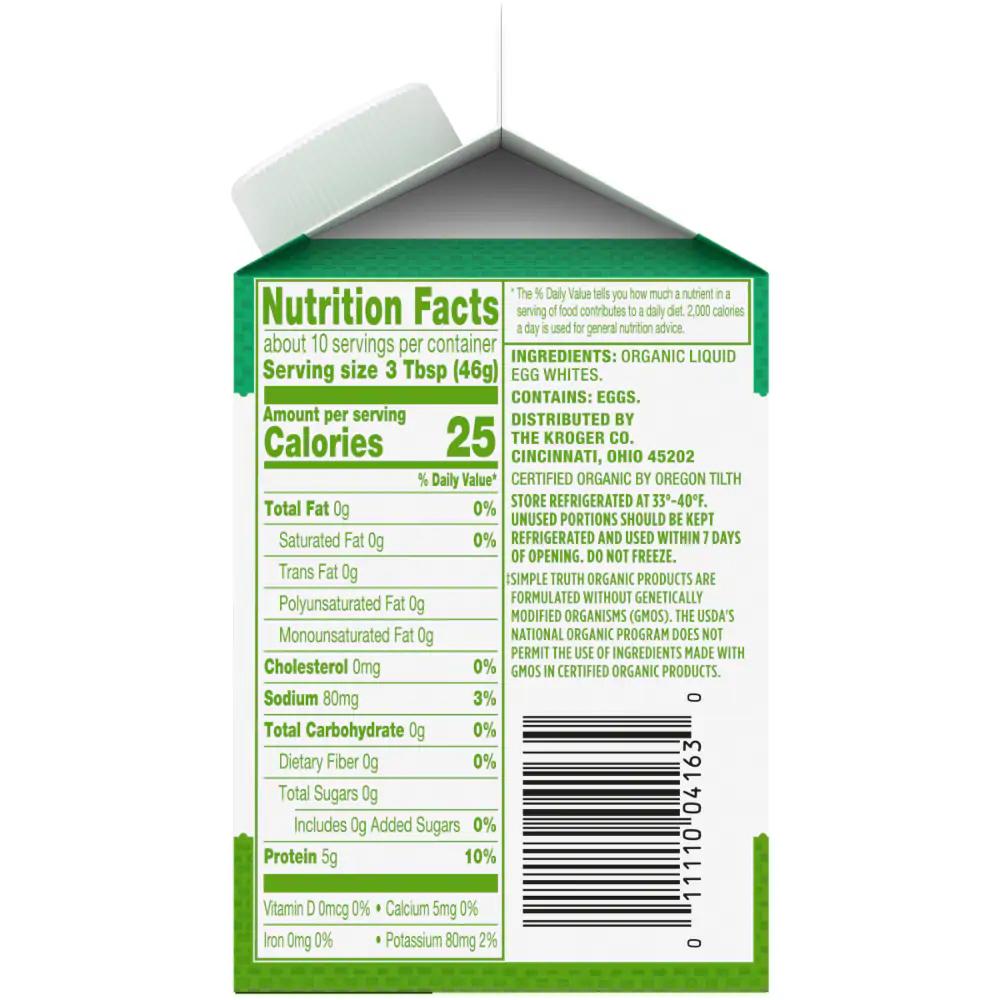 Nutrition Facts
about 10 servings per container
Serving size 3 Tbsp (46g)
Amount per serving
Calories 25
% Daily Value*
Total Fat 0g 0%
Saturated Fat 0g 0%
Trans Fat 0g
Polyunsaturated Fat 0g
Monounsaturated Fat 0g
Cholesterol 0mg 0%
Sodium 80mg 3%
Total Carbohydrate 0g 0%
Dietary Fiber 0g 0%
Total Sugars 0g
Includes 0g Added Sugars 0%
Protein 5g 10%
Vitamin D 0mcg 0% • Calcium 5mg 0%
Iron 0mg 0% • Potassium 80mg 2%
* The % Daily Value tells you how much a nutrient in a
serving of food contributes to a daily diet. 2,000 calories
a day is used for general nutrition advice.
INGREDIENTS: ORGANIC LIQUID
EGG WHITES.
CONTAINS: EGGS.
DISTRIBUTED BY
THE KROGER CO.
CINCINNATI, OHIO 45202
CERTIFIED ORGANIC BY OREGON TILTH
STORE REFRIGERATED AT 33°-40°F.
UNUSED PORTIONS SHOULD BE KEPT
REFRIGERATED AND USED WITHIN 7 DAYS
OF OPENING. DO NOT FREEZE.
‡SIMPLE TRUTH ORGANIC PRODUCTS ARE
FORMULATED WITHOUT GENETICALLY
MODIFIED ORGANISMS (GMOS). THE USDA'S
NATIONAL ORGANIC PROGRAM DOES NOT
PERMIT THE USE OF INGREDIENTS MADE WITH
GMOS IN CERTIFIED ORGANIC PRODUCTS.
0 11110 04163 0